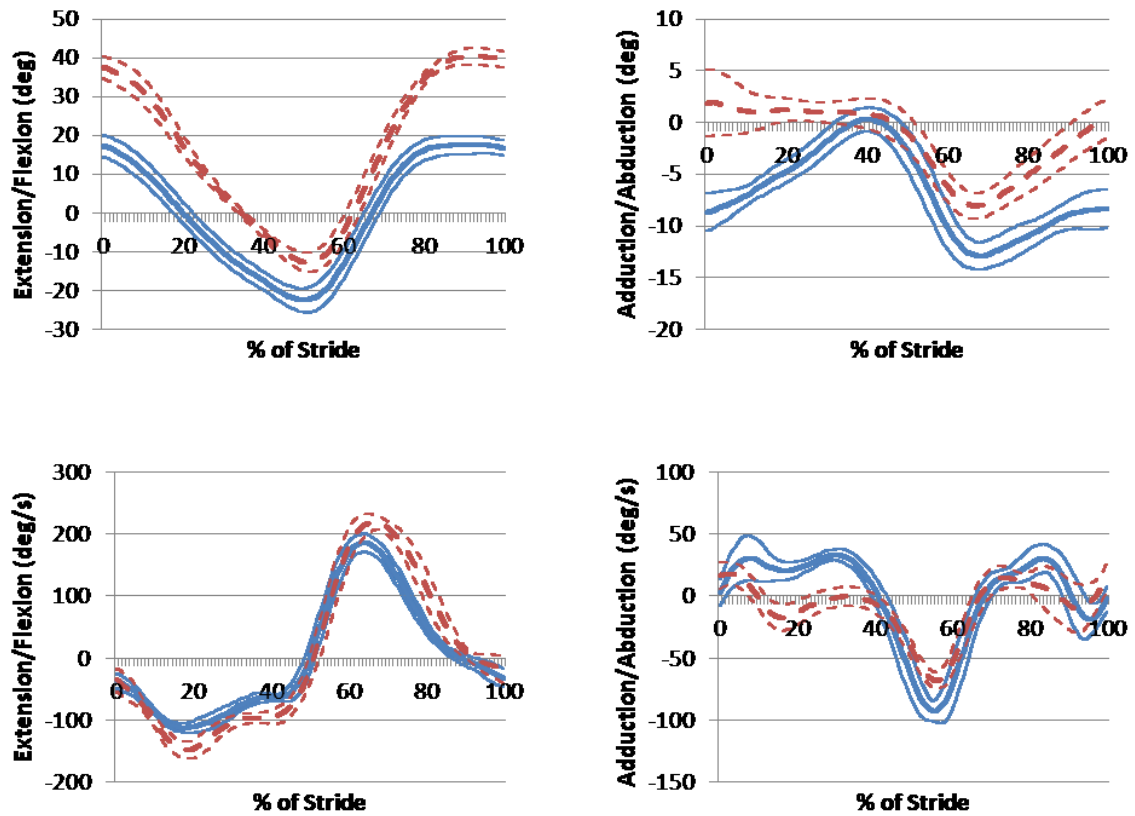 Extension/Flexion (deg)
50
40
30
20
10
0
-10
-20
-30
0 20 40 60 80 100
% of Stride
Adduction/Abduction (deg)
10
5
0
-5
-10
-15
-20
0 20 40 60 80 100
% of Stride
Extension/Flexion (deg/s)
300
200
100
0
-100
-200
0 20 40 60 80 100
% of Stride
Adduction/Abduction (deg/s)
100
50
0
-50
-100
-150
0 20 40 60 80 100
% of Stride